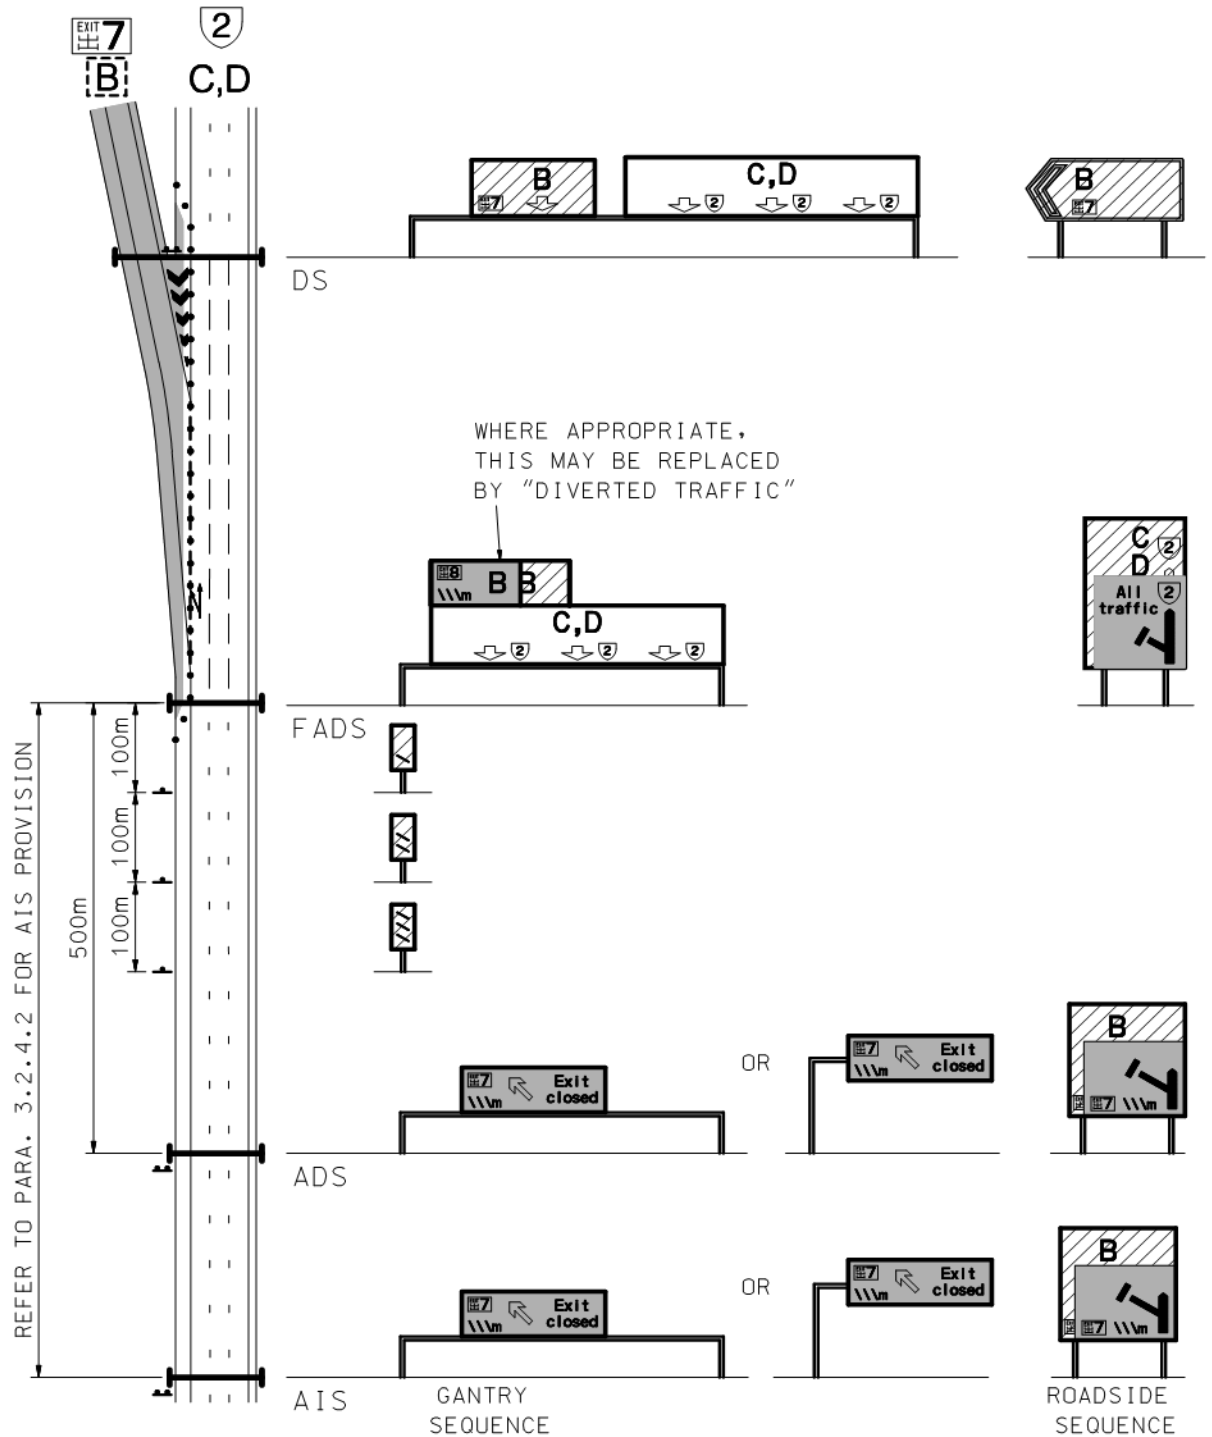 EXIT 7
2
B
C,D
B
7
C,D
2
2
2
B
7
DS
WHERE APPROPRIATE,
THIS MAY BE REPLACED
BY "DIVERTED TRAFFIC"
8
\\\m
B
B
C,D
2
2
2
C
2
D
All
traffic
2
FADS
100m
100m
100m
500m
REFER TO PARA. 3.2.4.2 FOR AIS PROVISION
7
\\\m
Exit
closed
OR
7
\\\m
Exit
closed
B
7
\\\m
ADS
7
\\\m
Exit
closed
OR
7
\\\m
Exit
closed
B
7
\\\m
AIS
GANTRY
SEQUENCE
ROADSIDE
SEQUENCE